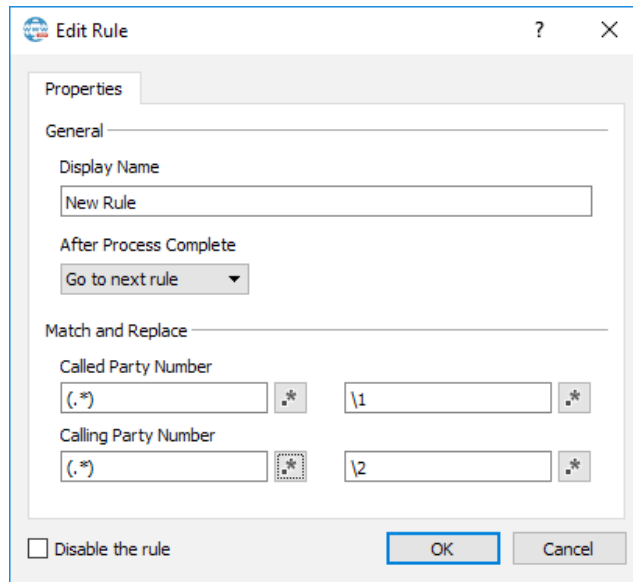 Edit Rule ? ×
Properties
General
Display Name
New Rule
After Process Complete
Go to next rule
Match and Replace
Called Party Number
(.*) .* \1 .*
Calling Party Number
(.*) .* \2 .*
Disable the rule OK Cancel